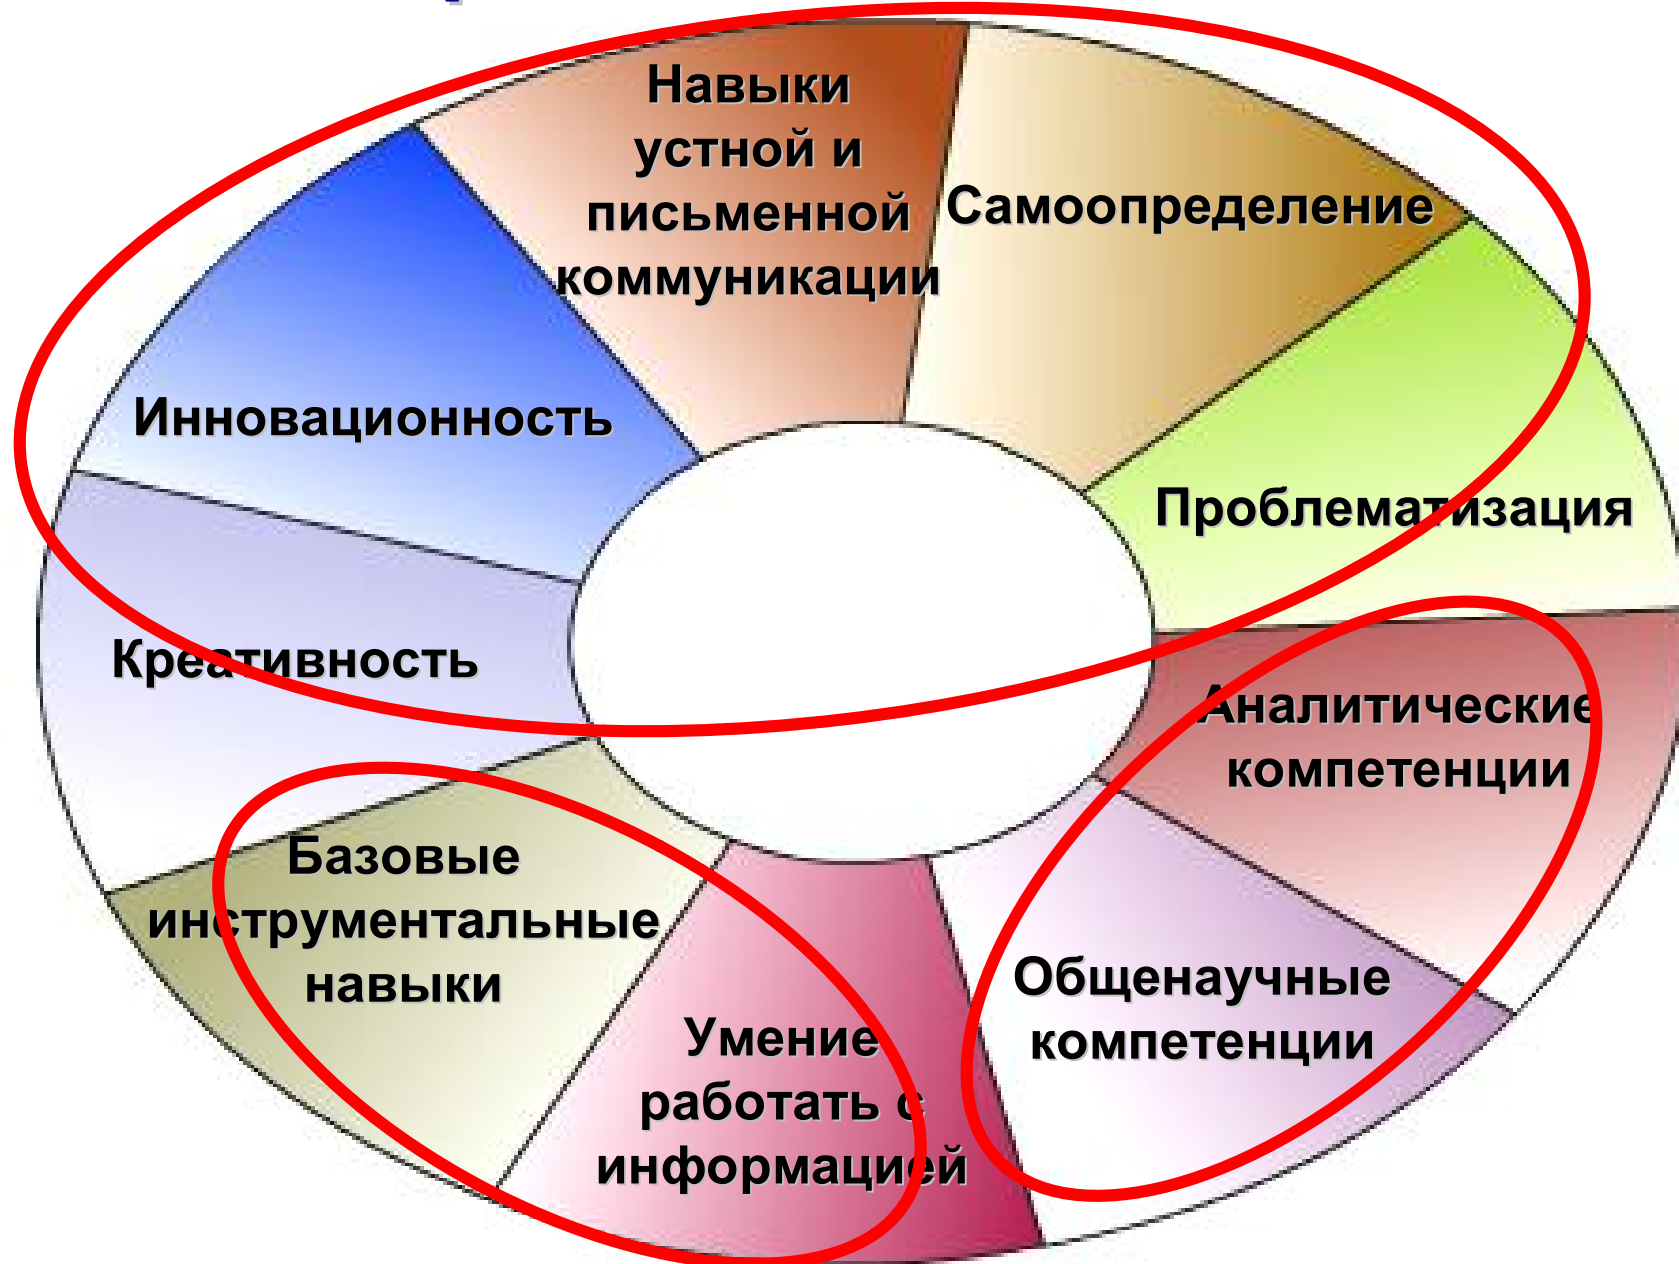 Навыки
устной и
письменной
коммуникации
Самоопределение
Проблематизация
Аналитические
компетенции
Общенаучные
компетенции
Умение
работать с
информацией
Базовые
инструментальные
навыки
Креативность
Инновационность